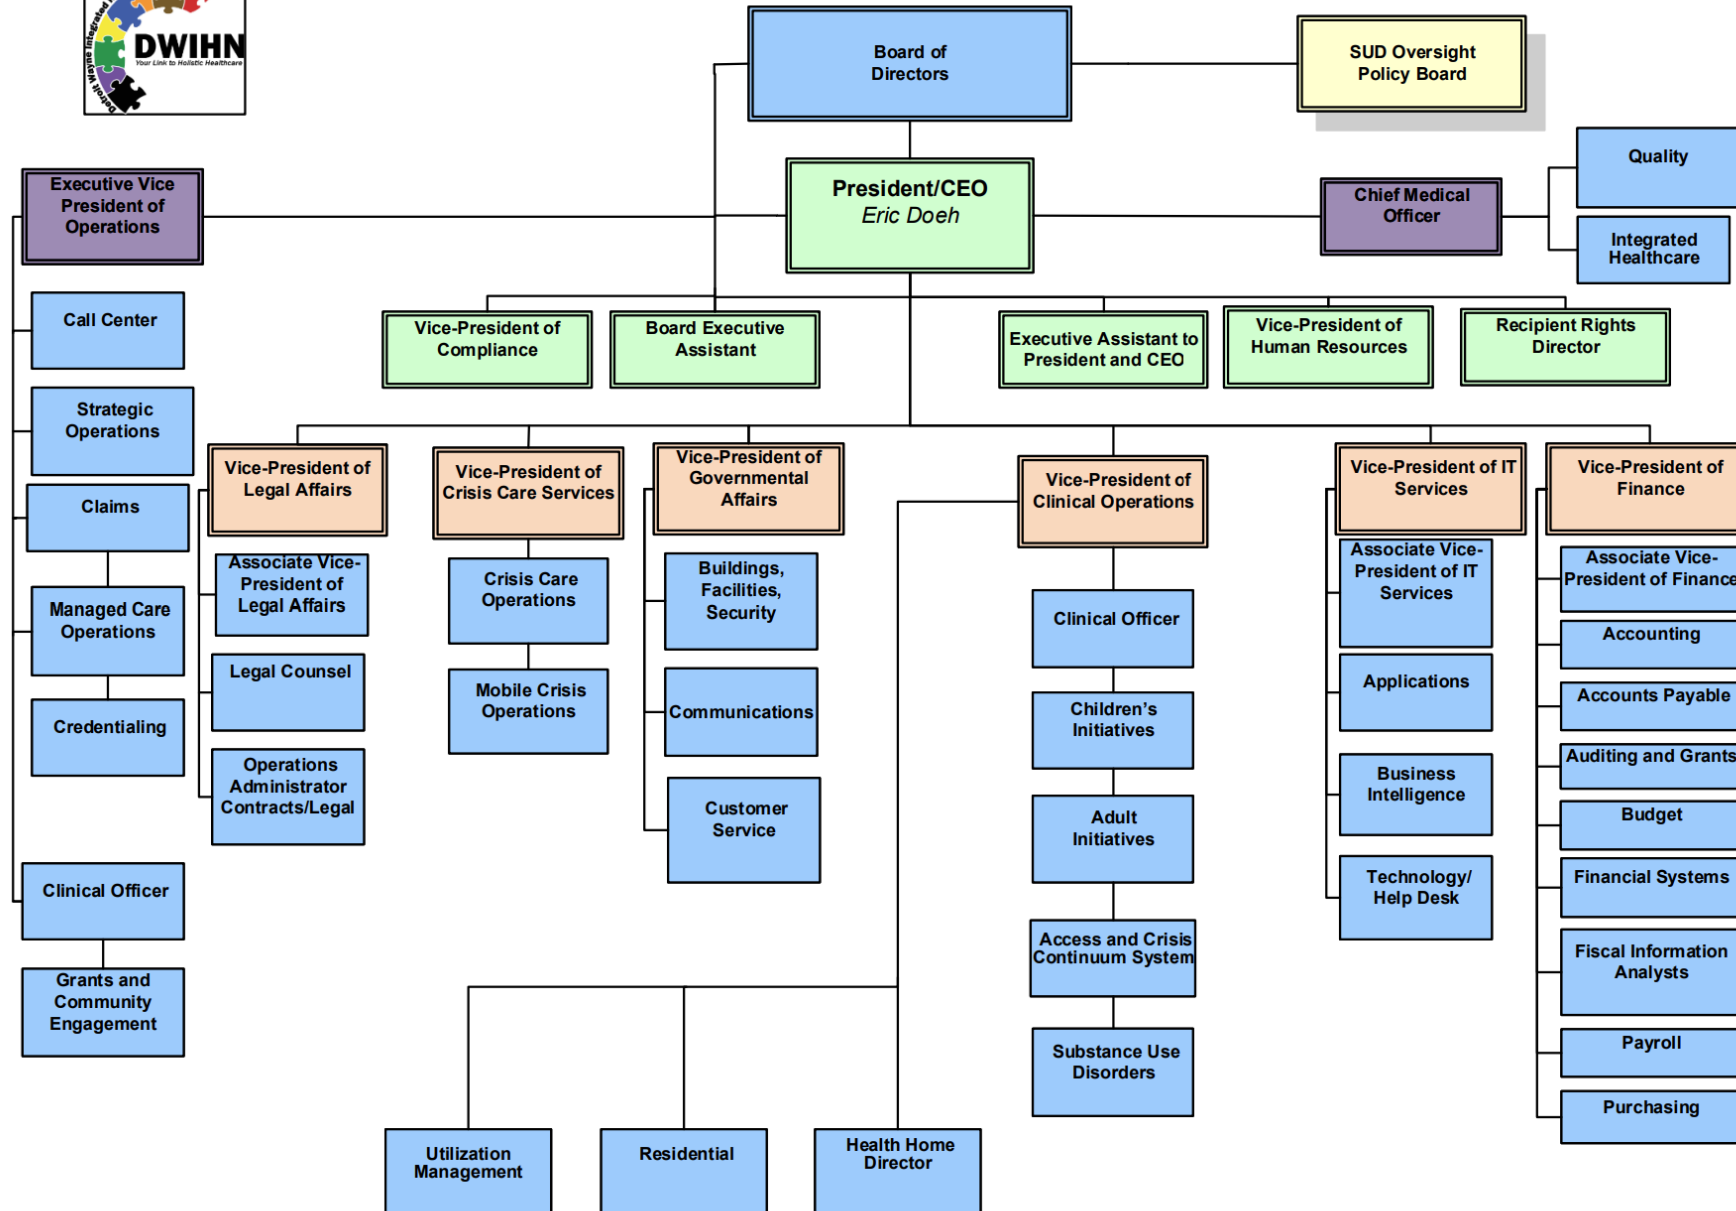 Detroit Wayne Integrated
DWIHN
Your Link to Holistic Healthcare
Board of
Directors
SUD Oversight
Policy Board
Executive Vice
President of
Operations
President/CEO
Eric Doeh
Chief Medical
Officer
Quality
Integrated
Healthcare
Call Center
Strategic
Operations
Claims
Managed Care
Operations
Credentialing
Clinical Officer
Grants and
Community
Engagement
Vice-President of
Compliance
Board Executive
Assistant
Executive Assistant to
President and CEO
Vice-President of
Human Resources
Recipient Rights
Director
Vice-President of
Legal Affairs
Associate Vice-
President of
Legal Affairs
Legal Counsel
Operations
Administrator
Contracts/Legal
Vice-President of
Crisis Care Services
Crisis Care
Operations
Mobile Crisis
Operations
Vice-President of
Governmental
Affairs
Buildings,
Facilities,
Security
Communications
Customer
Service
Vice-President of
Clinical Operations
Clinical Officer
Children's
Initiatives
Adult
Initiatives
Access and Crisis
Continuum System
Substance Use
Disorders
Utilization
Management
Residential
Health Home
Director
Vice-President of IT
Services
Associate Vice-
President of IT
Services
Applications
Business
Intelligence
Technology/
Help Desk
Vice-President of
Finance
Associate Vice-
President of Finance
Accounting
Accounts Payable
Auditing and Grants
Budget
Financial Systems
Fiscal Information
Analysts
Payroll
Purchasing